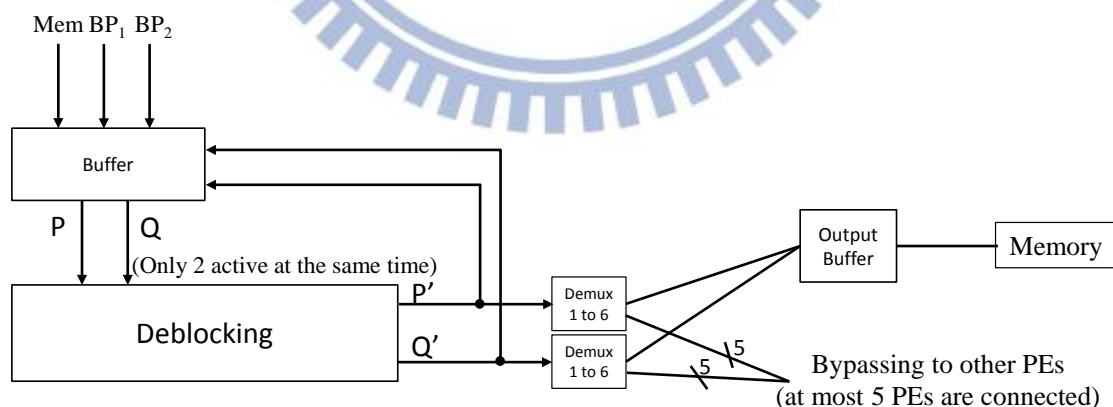 Mem BP₁ BP₂
Buffer
P
Q
(Only 2 active at the same time)
Deblocking
P’
Q’
Demux
1 to 6
Demux
1 to 6
5
5
Output
Buffer
Memory
Bypassing to other PEs
(at most 5 PEs are connected)